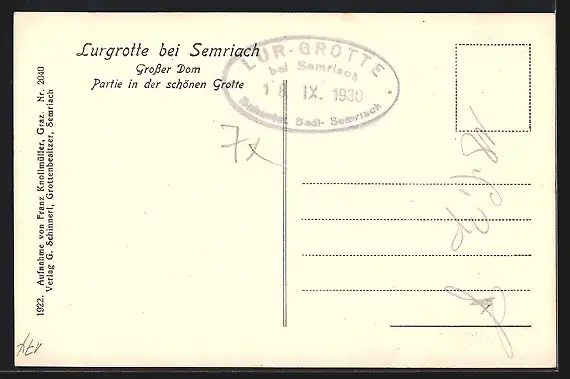 Lurgrotte bei Semriach
Großer Dom
Partie in der schönen Grotte
LUR-GROTTE
bei Semriach
18 IX. 1930
Badl- Semriach
7x
1922. Aufnahme von Franz Knollmüller, Graz. Nr. 2040
Verlag G. Schinnerl, Grottenbesitzer, Semriach